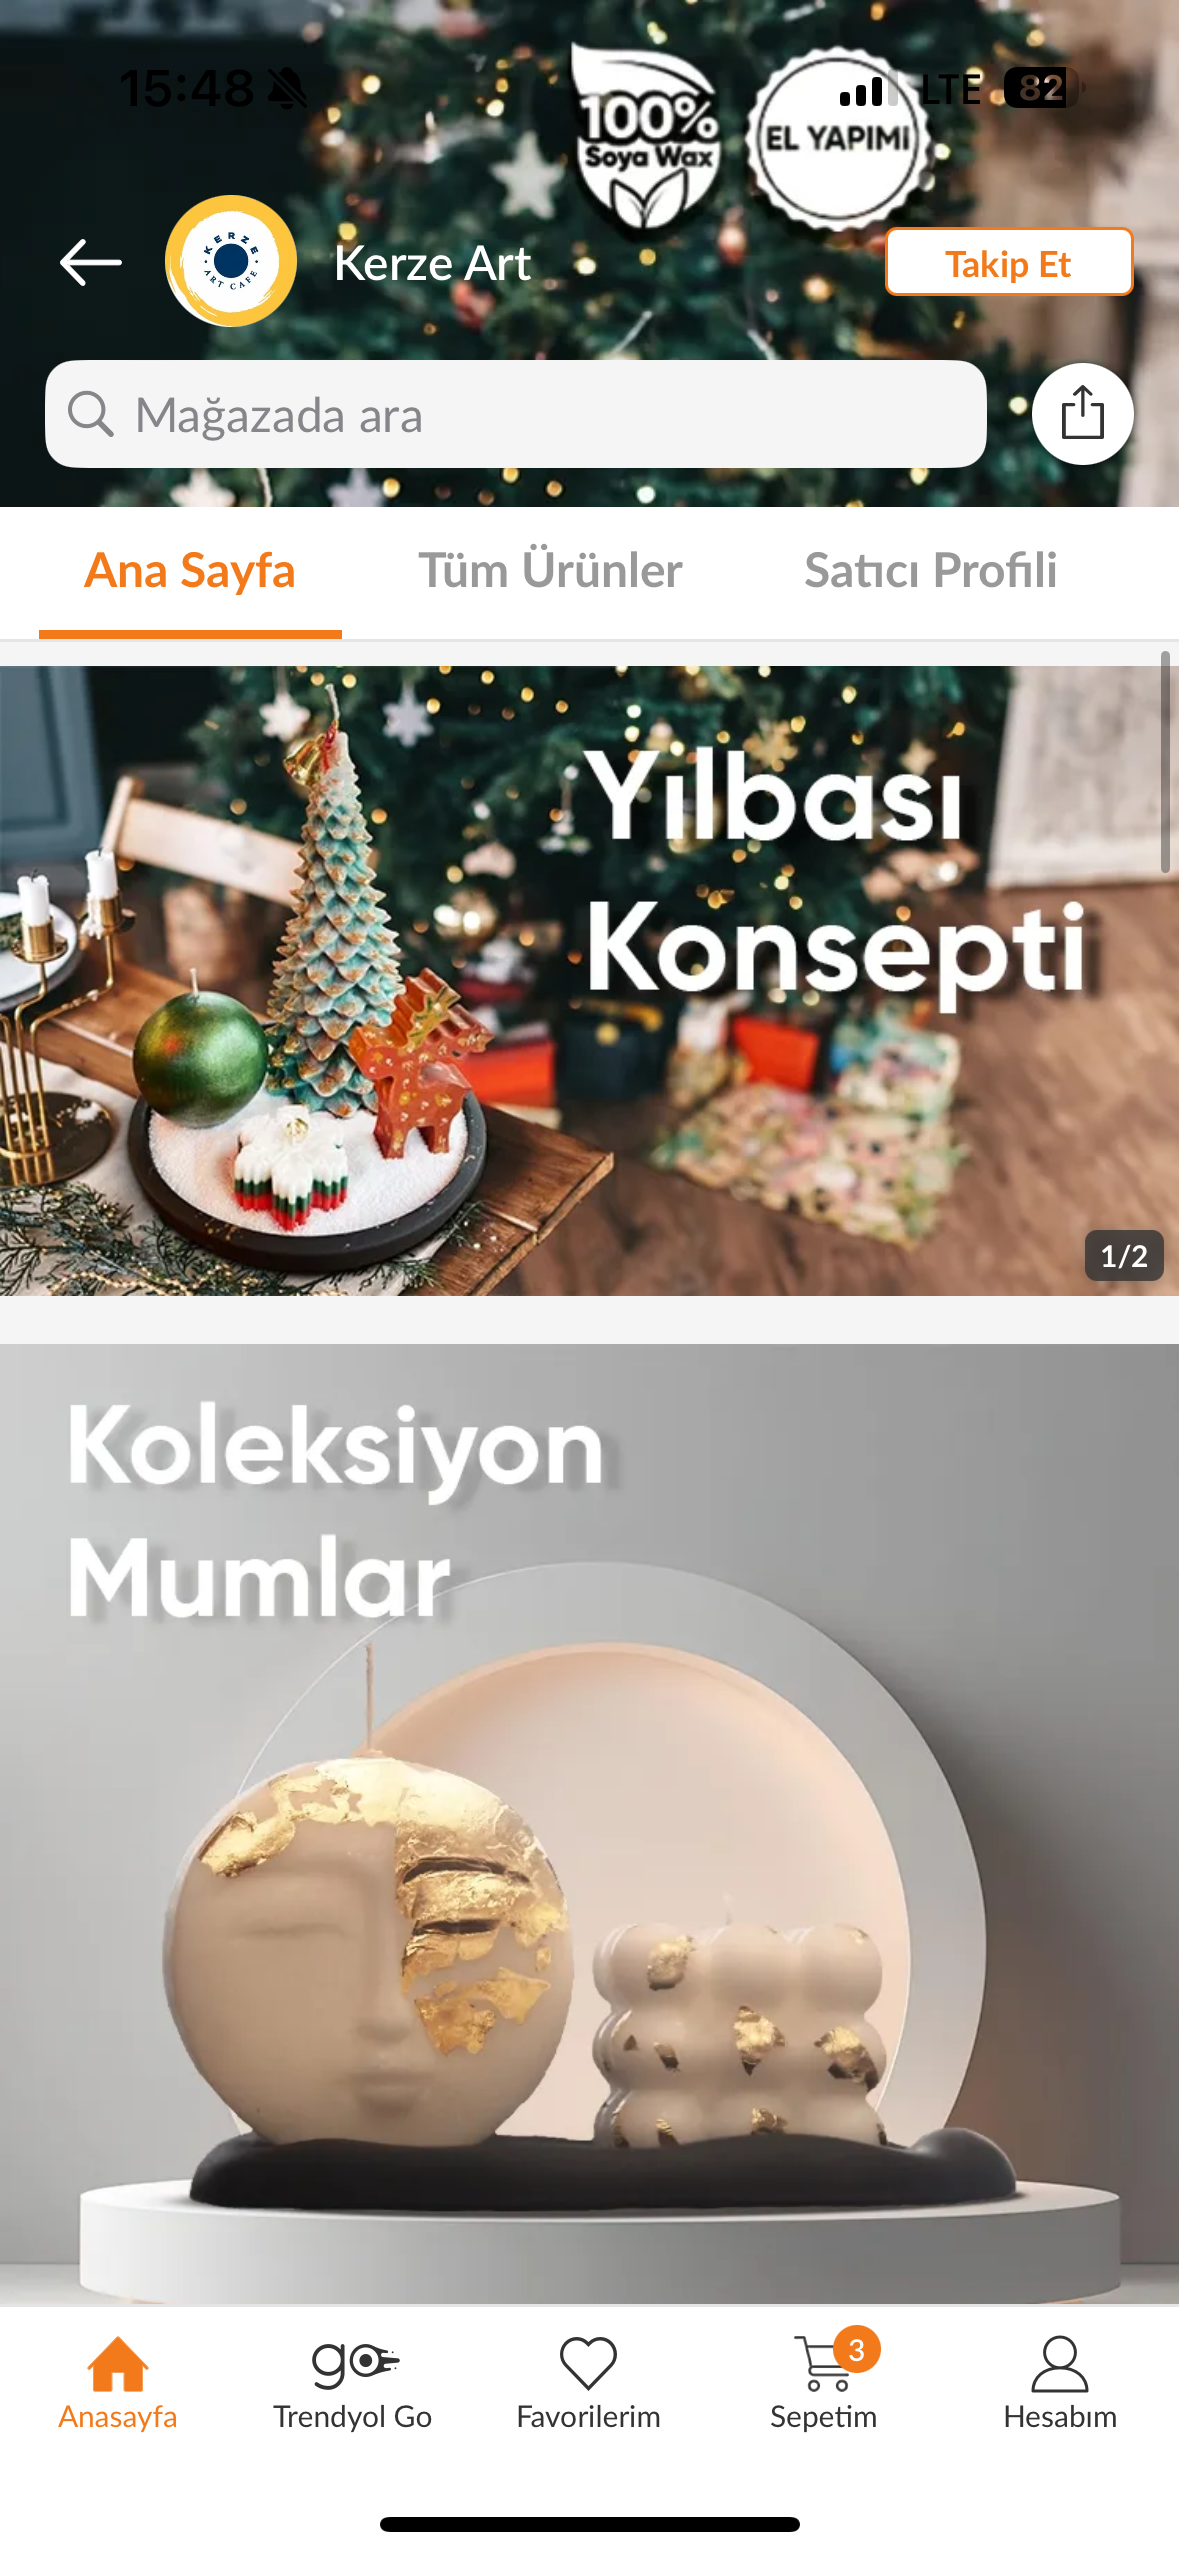 15:48
LTE
82
100%
Soya Wax
EL YAPIMI
KERZE
ART CAFE
Kerze Art
Takip Et
Mağazada ara
Ana Sayfa
Tüm Ürünler
Satıcı Profili
Yılbası
Konsepti
1/2
Koleksiyon
Mumlar
go
3
Anasayfa
Trendyol Go
Favorilerim
Sepetim
Hesabım